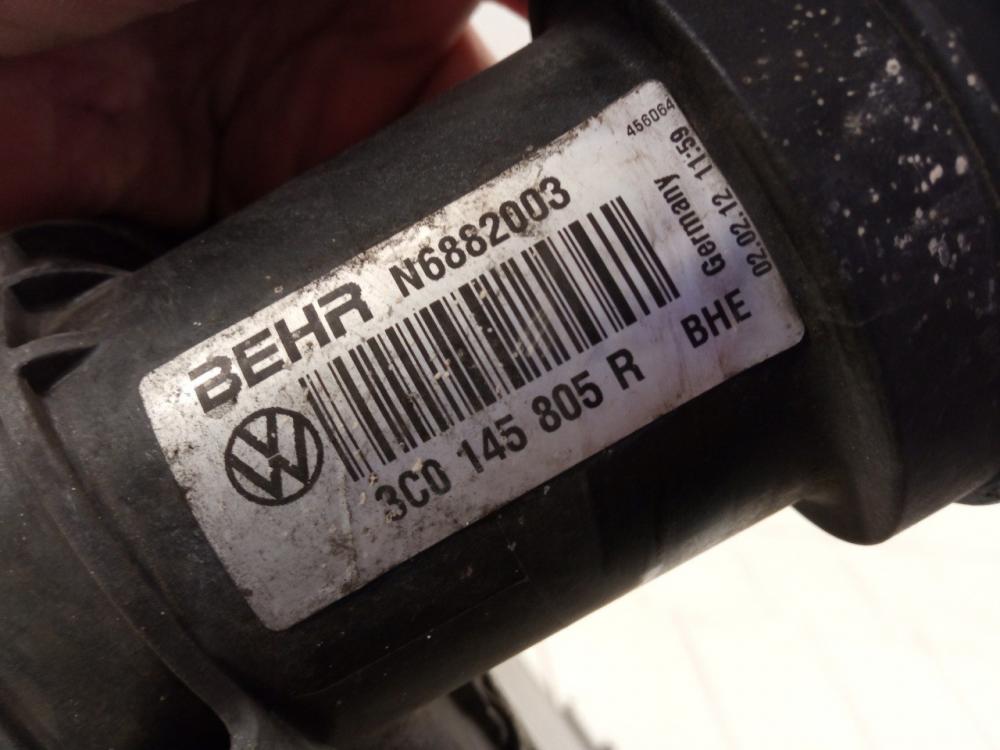 456064
BEHR N6882003
Germany 02.02.12 11:59
3C0 145 805 R
BHE